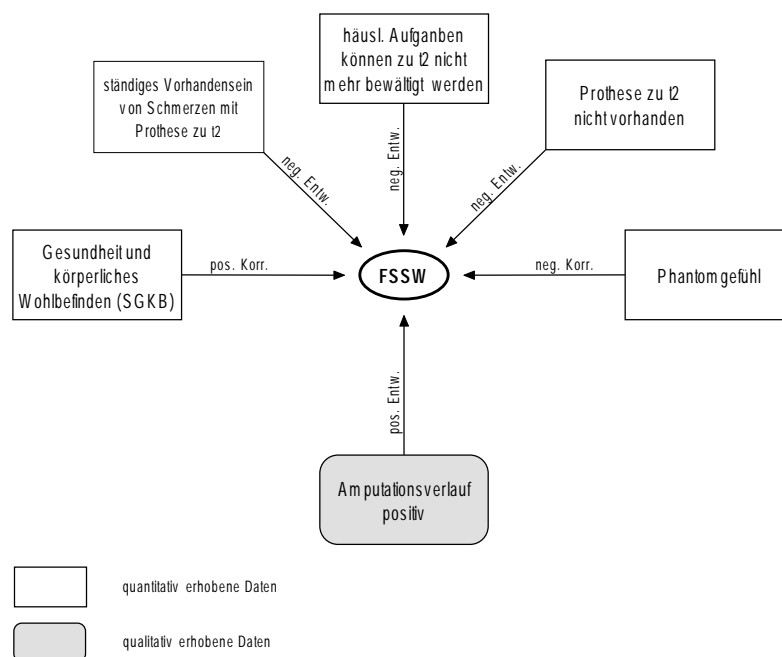 häusl. Aufganben
können zu t2 nicht
mehr bewältigt werden
ständiges Vorhandensein
von Schmerzen mit
Prothese zu t2
Prothese zu t2
nicht vorhanden
neg. Entw.
neg. Entw.
neg. Entw.
Gesundheit und
körperliches
Wohlbefinden (SGKB)
pos. Korr.
FSSW
neg. Korr.
Phantomgefühl
pos. Entw.
Amputationsverlauf
positiv
quantitativ erhobene Daten
qualitativ erhobene Daten